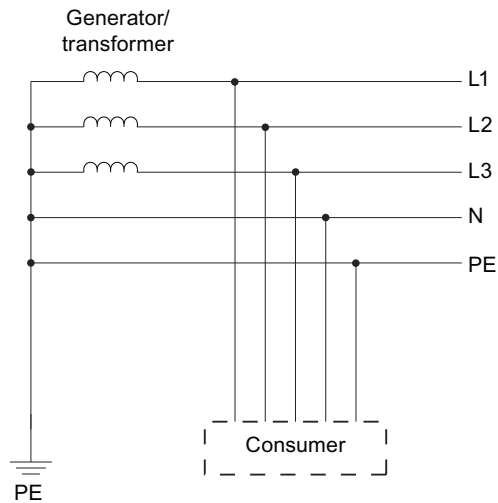 Generator/
transformer
L1
L2
L3
N
PE
Consumer
PE